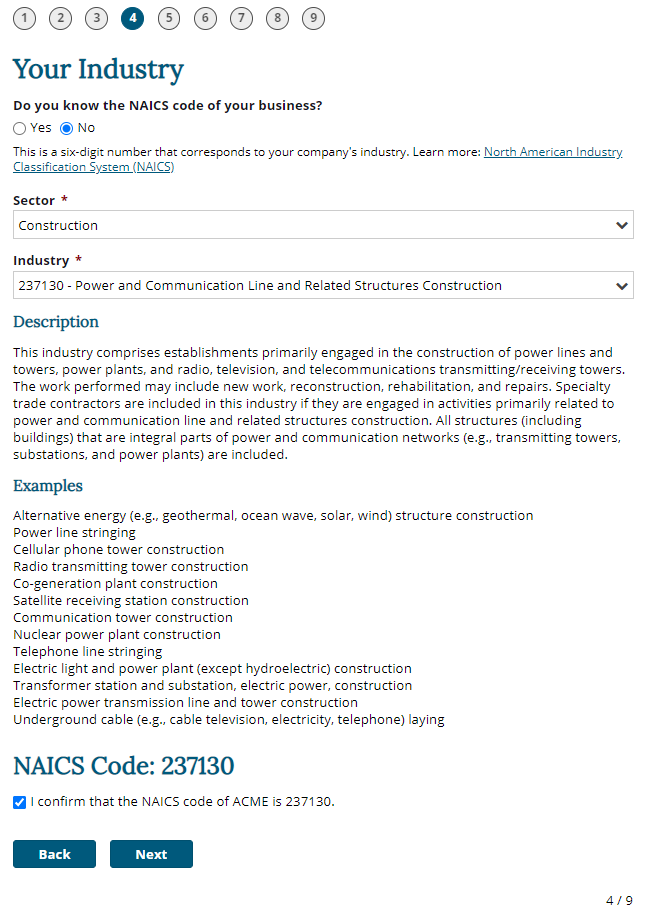 1 2 3 4 5 6 7 8 9
Your Industry
Do you know the NAICS code of your business?
Yes No
This is a six-digit number that corresponds to your company's industry. Learn more: North American Industry
Classification System (NAICS)
Sector *
Construction
Industry *
237130 - Power and Communication Line and Related Structures Construction
Description
This industry comprises establishments primarily engaged in the construction of power lines and
towers, power plants, and radio, television, and telecommunications transmitting/receiving towers.
The work performed may include new work, reconstruction, rehabilitation, and repairs. Specialty
trade contractors are included in this industry if they are engaged in activities primarily related to
power and communication line and related structures construction. All structures (including
buildings) that are integral parts of power and communication networks (e.g., transmitting towers,
substations, and power plants) are included.
Examples
Alternative energy (e.g., geothermal, ocean wave, solar, wind) structure construction
Power line stringing
Cellular phone tower construction
Radio transmitting tower construction
Co-generation plant construction
Satellite receiving station construction
Communication tower construction
Nuclear power plant construction
Telephone line stringing
Electric light and power plant (except hydroelectric) construction
Transformer station and substation, electric power, construction
Electric power transmission line and tower construction
Underground cable (e.g., cable television, electricity, telephone) laying
NAICS Code: 237130
I confirm that the NAICS code of ACME is 237130.
Back Next
4 / 9